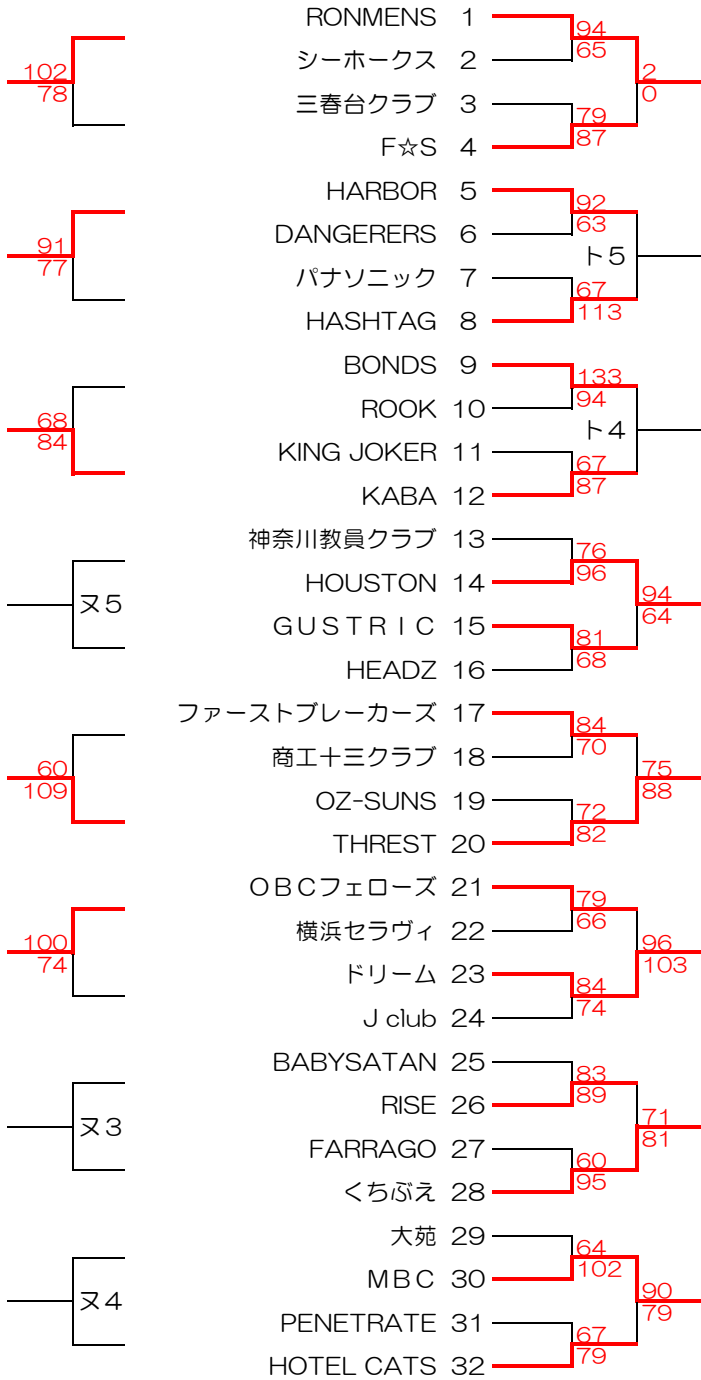 RONMENS 1
94
65
シーホークス 2
102
78
2
0
三春台クラブ 3
79
87
F☆S 4
HARBOR 5
92
63
DANGERERS 6
91
77
ト5
パナソニック 7
67
113
HASHTAG 8
BONDS 9
133
94
ROOK 10
68
84
ト4
KING JOKER 11
67
87
KABA 12
神奈川教員クラブ 13
76
96
HOUSTON 14
ヌ5
94
64
GUSTRIC 15
81
68
HEADZ 16
ファーストブレーカーズ 17
84
70
商工十三クラブ 18
60
109
75
88
OZ-SUNS 19
72
82
THREST 20
OBCフェローズ 21
79
66
横浜セラヴィ 22
100
74
96
103
ドリーム 23
84
74
J club 24
BABYSATAN 25
83
89
RISE 26
ヌ3
71
81
FARRAGO 27
60
95
くちぶえ 28
大苑 29
64
102
MBC 30
ヌ4
90
79
PENETRATE 31
67
79
HOTEL CATS 32